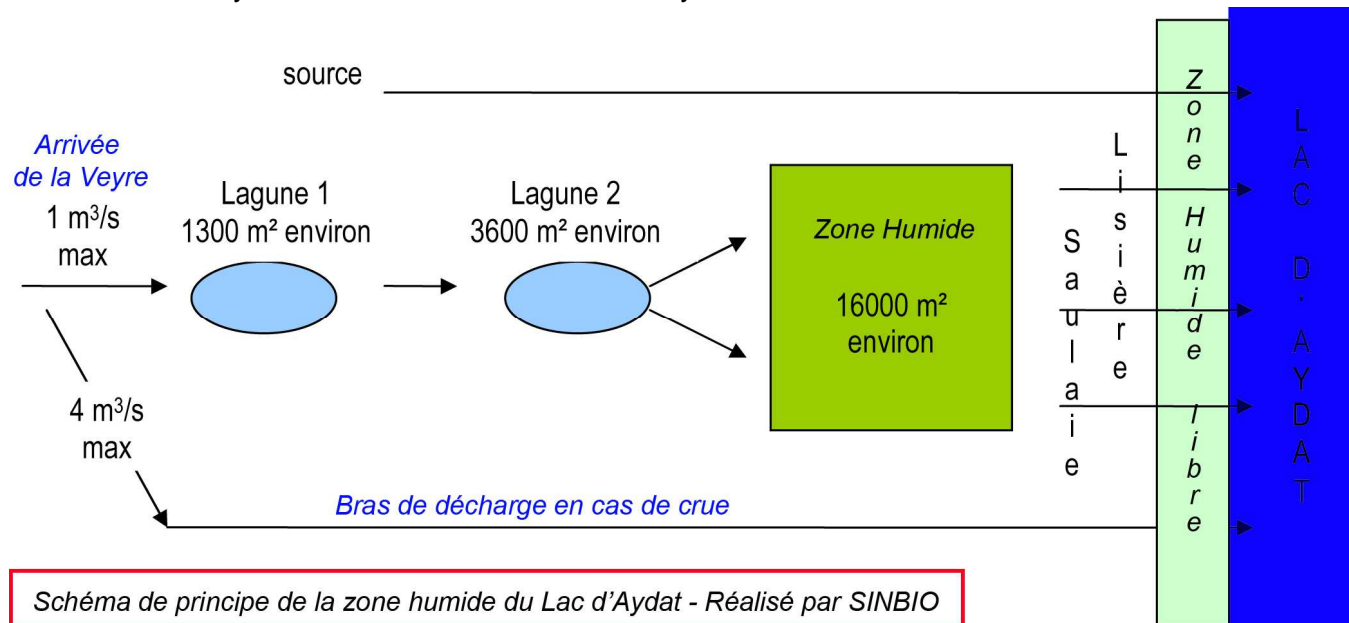 source
Arrivée
de la Veyre
1 m³/s
max
Lagune 1
1300 m² environ
Lagune 2
3600 m² environ
Zone Humide
16000 m²
environ
Saulaie
Lisière
Zone Humide libre
LAC D'AYDAT
4 m³/s
max
Bras de décharge en cas de crue
Schéma de principe de la zone humide du Lac d'Aydat - Réalisé par SINBIO